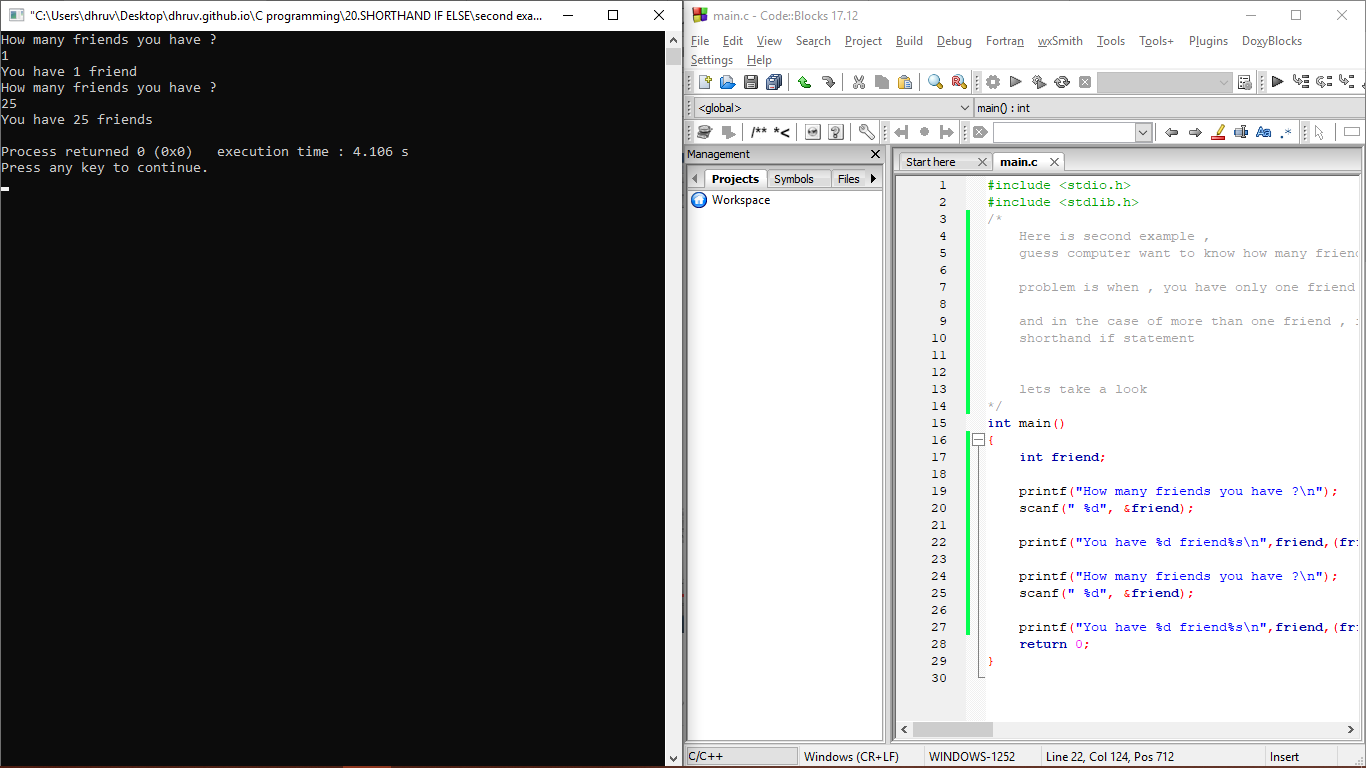 "C:\Users\dhruv\Desktop\dhruv.github.io\C programming\20.SHORTHAND IF ELSE\second exa...
How many friends you have ?
1
You have 1 friend
How many friends you have ?
25
You have 25 friends
Process returned 0 (0x0)   execution time : 4.106 s
Press any key to continue.
main.c - Code::Blocks 17.12
File Edit View Search Project Build Debug Fortran wxSmith Tools Tools+ Plugins DoxyBlocks
Settings Help
<global> main() : int
/** *<
Management
Projects Symbols Files
Workspace
Start here main.c
1 #include <stdio.h>
2 #include <stdlib.h>
3 /*
4 Here is second example ,
5 guess computer want to know how many frien
6
7 problem is when , you have only one friend
8
9 and in the case of more than one friend ,
10 shorthand if statement
11
12
13 lets take a look
14 */
15 int main()
16 {
17 int friend;
18
19 printf("How many friends you have ?\n");
20 scanf(" %d", &friend);
21
22 printf("You have %d friend%s\n",friend,(fri
23
24 printf("How many friends you have ?\n");
25 scanf(" %d", &friend);
26
27 printf("You have %d friend%s\n",friend,(fri
28 return 0;
29 }
30
C/C++ Windows (CR+LF) WINDOWS-1252 Line 22, Col 124, Pos 712 Insert